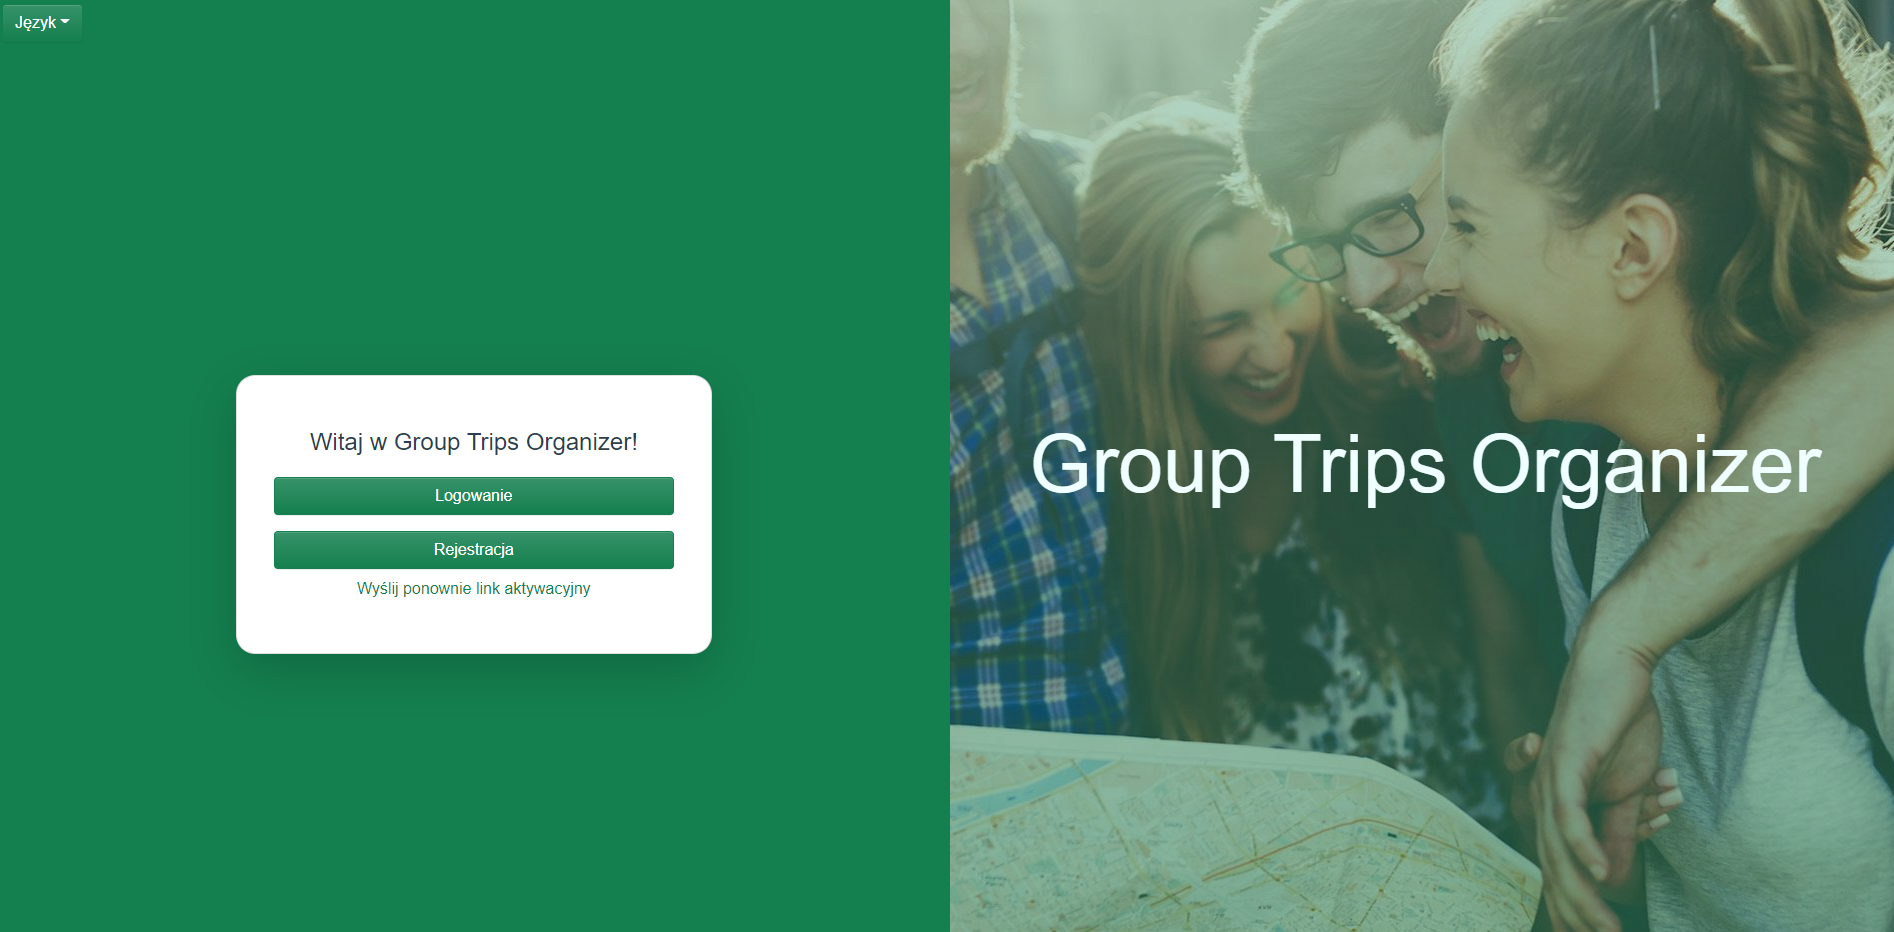 Język
Witaj w Group Trips Organizer!
Logowanie
Rejestracja
Wyślij ponownie link aktywacyjny
Group Trips Organizer